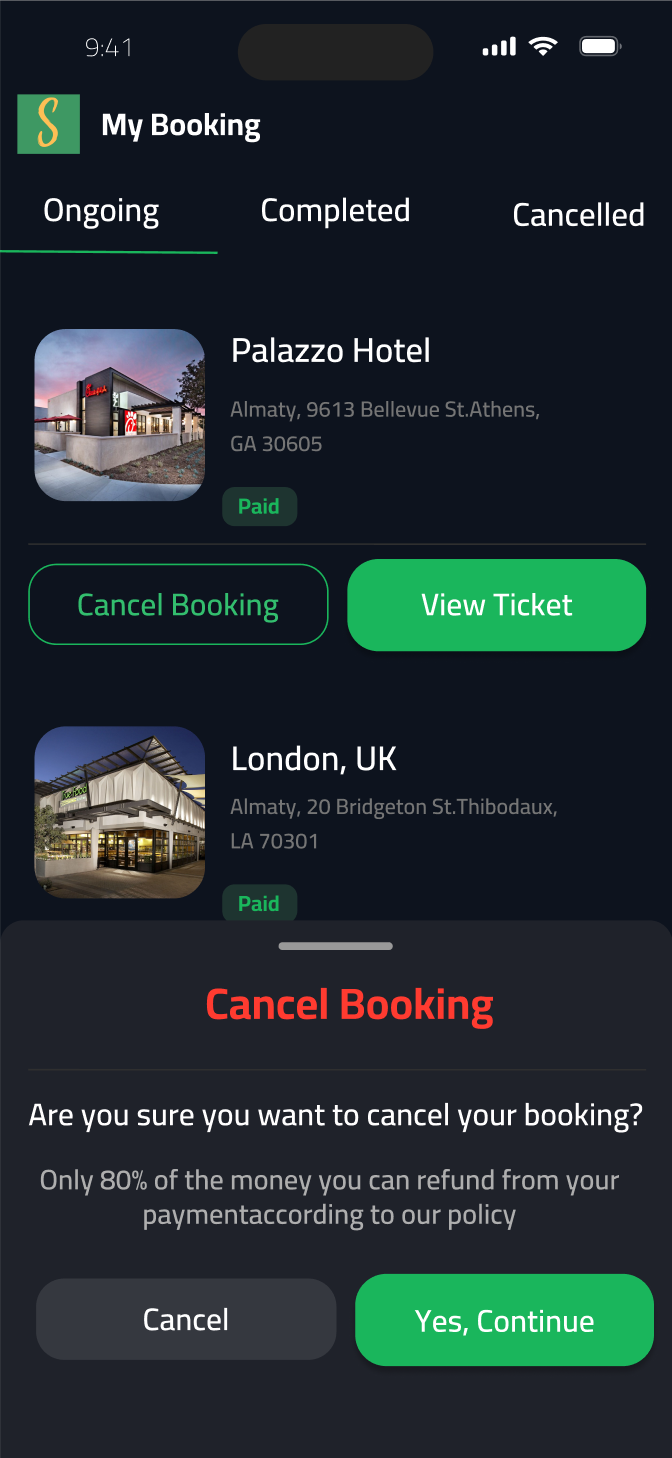 9:41
S
My Booking
Ongoing
Completed
Cancelled
Palazzo Hotel
Almaty, 9613 Bellevue St.Athens,
GA 30605
Paid
Cancel Booking
View Ticket
London, UK
Almaty, 20 Bridgeton St.Thibodaux,
LA 70301
Paid
Cancel Booking
Are you sure you want to cancel your booking?
Only 80% of the money you can refund from your
paymentaccording to our policy
Cancel
Yes, Continue